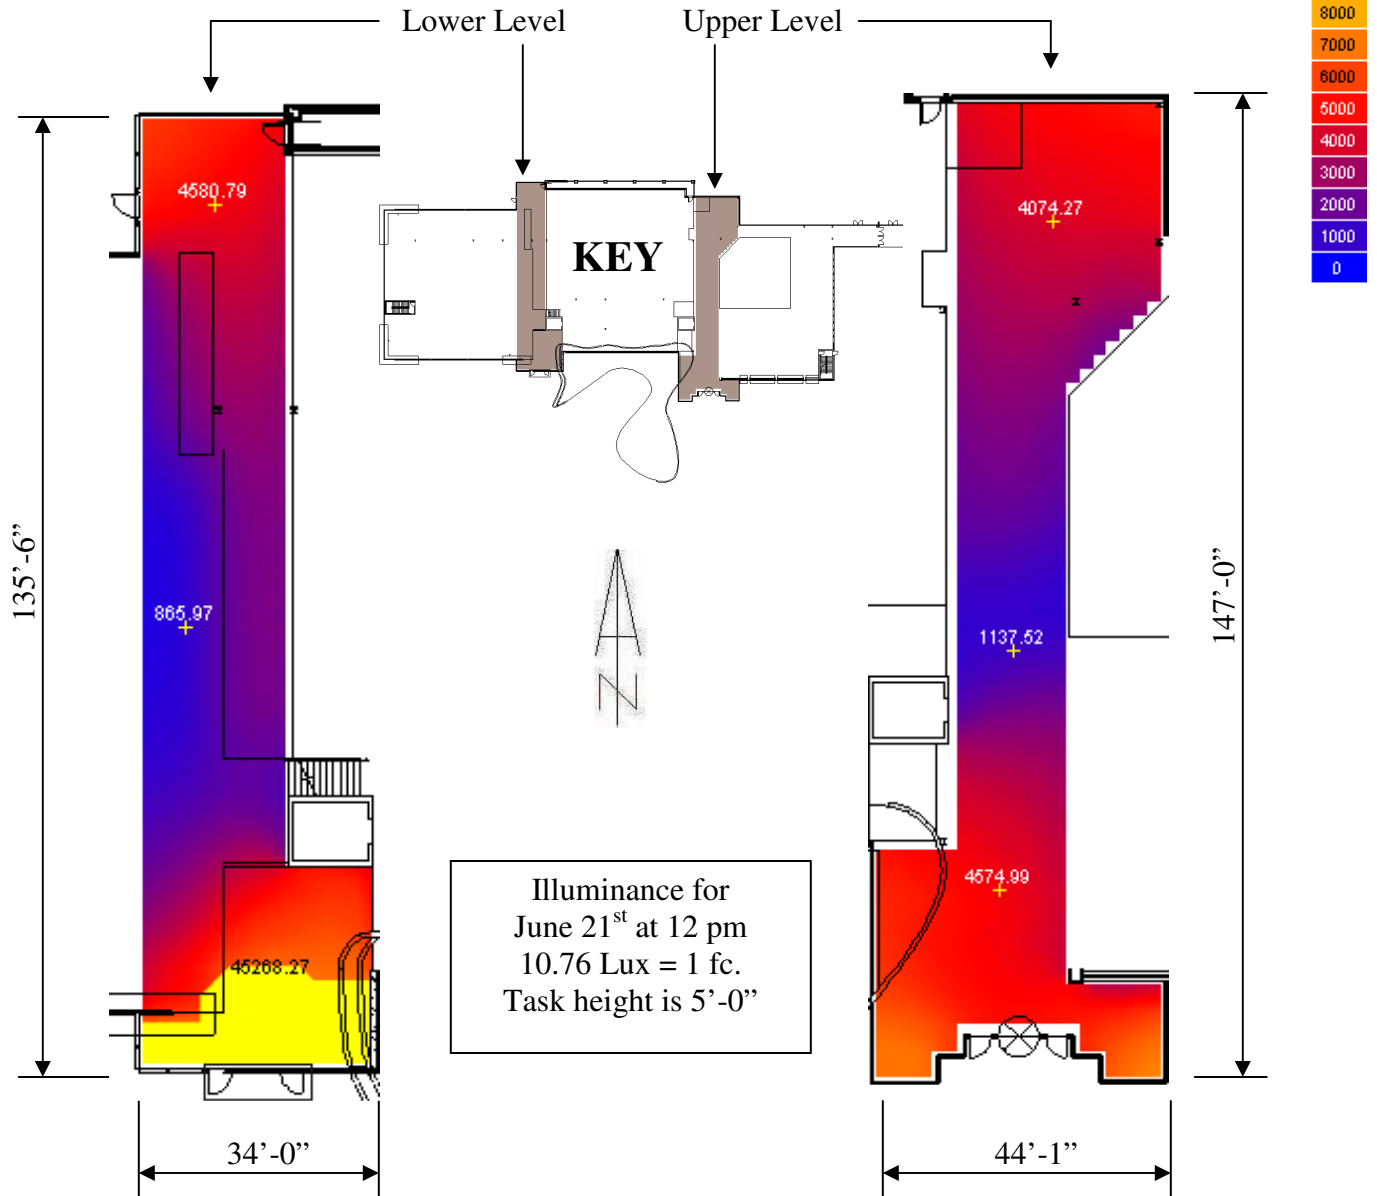 Lower Level
Upper Level
8000
7000
6000
5000
4000
3000
2000
1000
0
4580.79
4074.27
KEY
135’-6”
865.97
1137.52
147’-0”
N
4574.99
45268.27
Illuminance for
June 21st at 12 pm
10.76 Lux = 1 fc.
Task height is 5’-0”
34’-0”
44’-1”